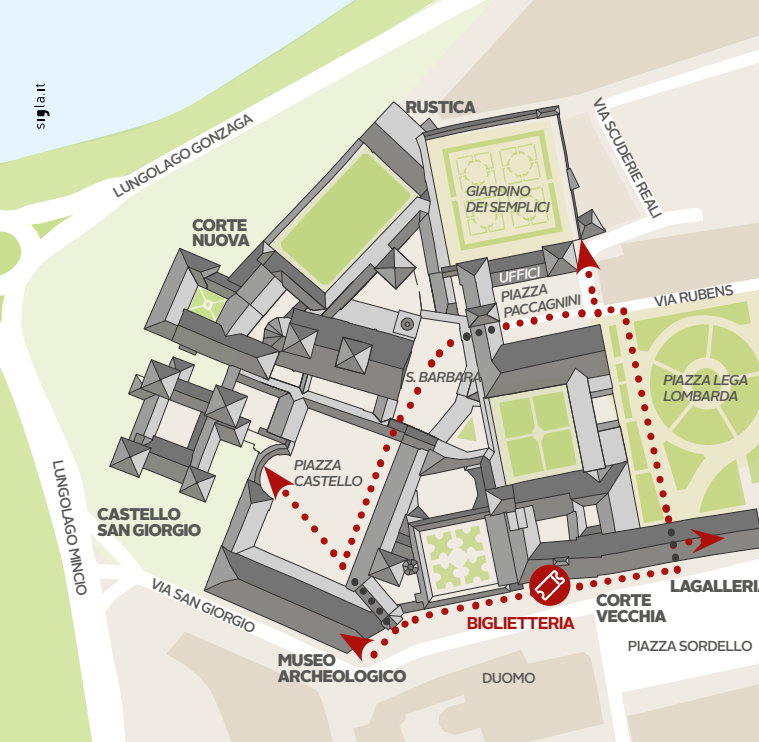 sigla.it
RUSTICA
VIA SCUDERIE REALI
LUNGOLAGO GONZAGA
GIARDINO
DEI SEMPLICI
CORTE
NUOVA
UFFICI
PIAZZA
PACCAGNINI
VIA RUBENS
S. BARBARA
PIAZZA LEGA
LOMBARDA
PIAZZA
CASTELLO
LUNGOLAGO MINCIO
CASTELLO
SAN GIORGIO
VIA SAN GIORGIO
BIGLIETTERIA
CORTE
VECCHIA
LAGALLERI
PIAZZA SORDELLO
MUSEO
ARCHEOLOGICO
DUOMO